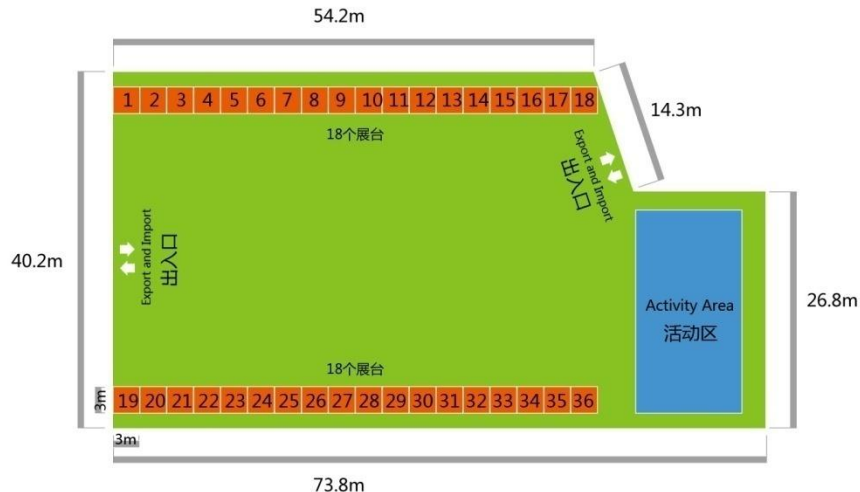 54.2m
14.3m
1 2 3 4 5 6 7 8 9 10 11 12 13 14 15 16 17 18
18个展台
Export and Import
出入口
40.2m
Export and Import
出入口
Activity Area
活动区
26.8m
18个展台
3m
19 20 21 22 23 24 25 26 27 28 29 30 31 32 33 34 35 36
3m
73.8m